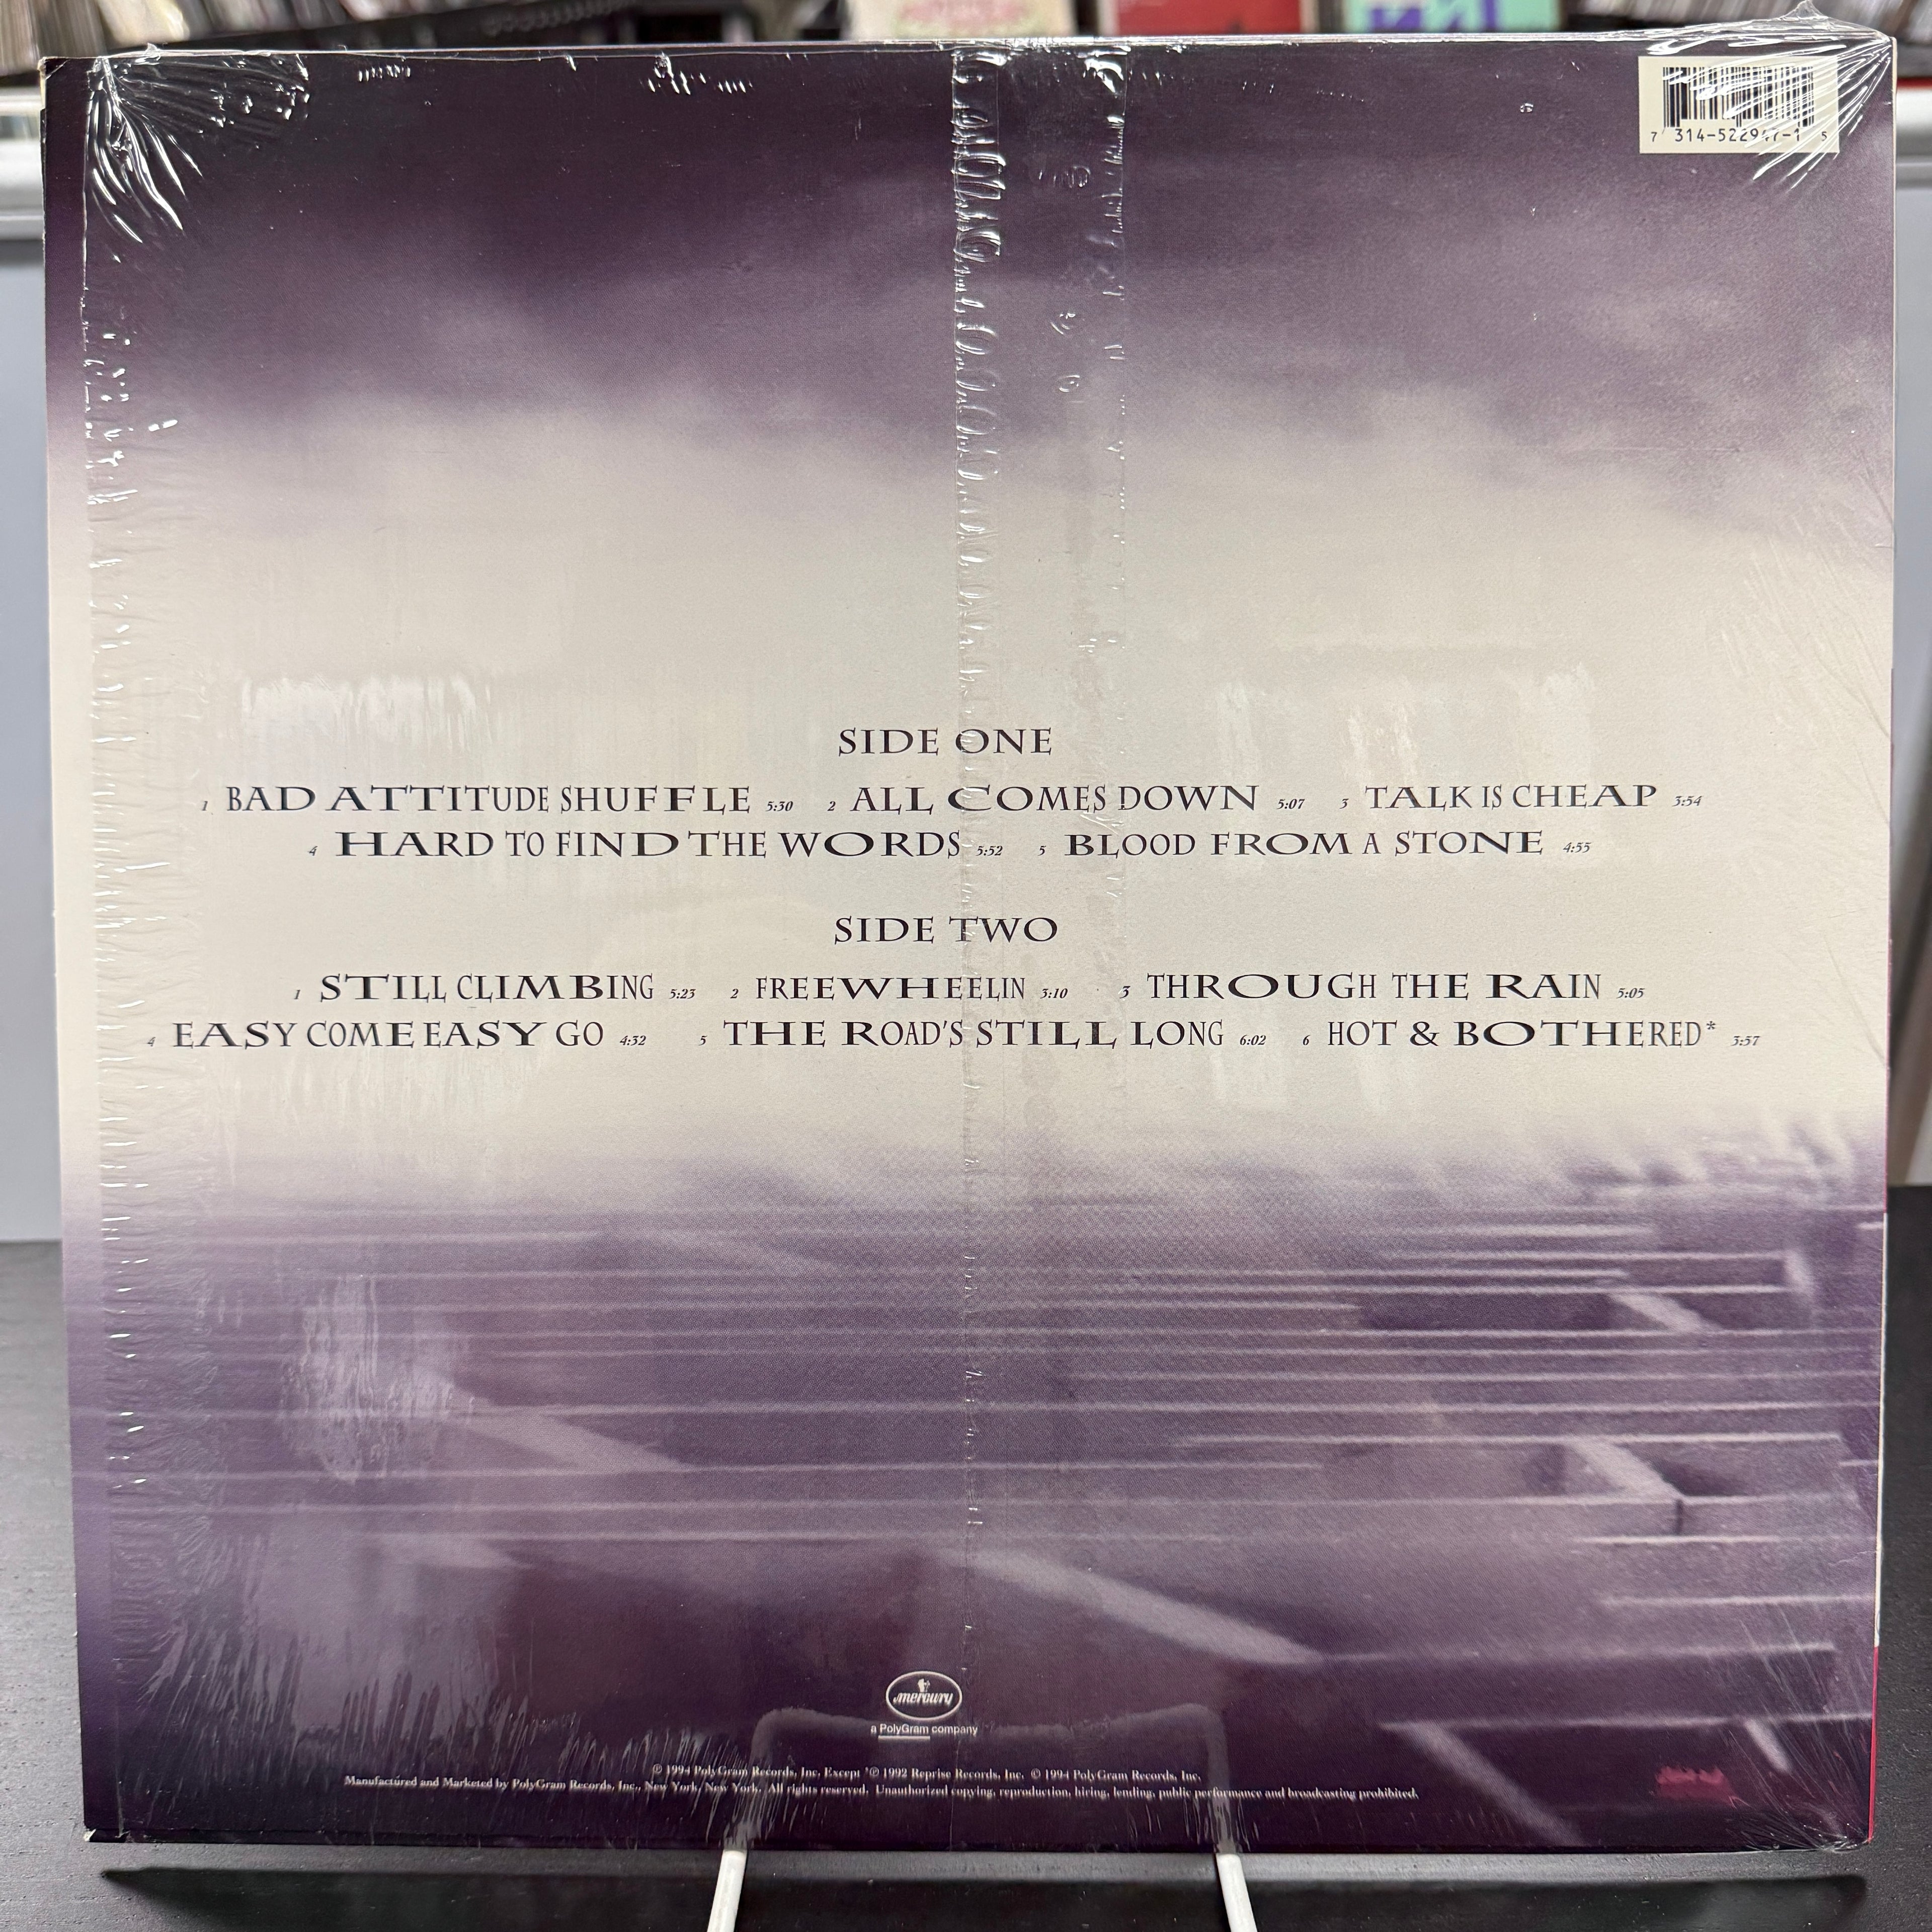 7 314-522947-1 5
SIDE ONE
1 BAD ATTITUDE SHUFFLE 5:30 2 ALL COMES DOWN 5:07 3 TALK IS CHEAP 3:54
4 HARD TO FIND THE WORDS 5:52 5 BLOOD FROM A STONE 4:55
SIDE TWO
1 STILL CLIMBING 5:23 2 FREEWHEELIN 3:10 3 THROUGH THE RAIN 5:05
4 EASY COME EASY GO 4:32 5 THE ROAD'S STILL LONG 6:02 6 HOT & BOTHERED* 3:57
mercury
a PolyGram company
℗ 1994 PolyGram Records, Inc. Except *℗ 1992 Reprise Records, Inc. © 1994 PolyGram Records, Inc.
Manufactured and Marketed by PolyGram Records, Inc., New York, New York. All rights reserved. Unauthorized copying, reproduction, hiring, lending, public performance and broadcasting prohibited.